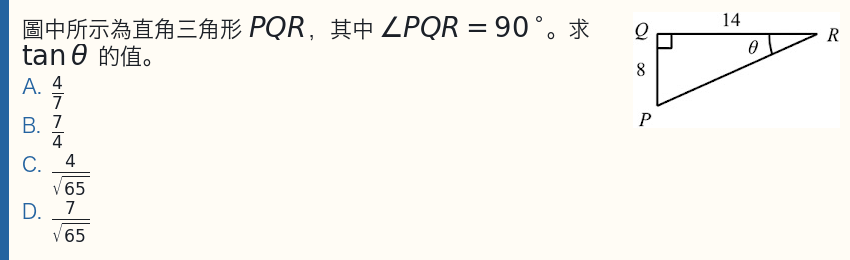 圖中所示為直角三角形 PQR，其中 ∠PQR = 90°。求
tan θ 的值。
A. 4/7
B. 7/4
C. 4/√65
D. 7/√65
14
Q
R
θ
8
P